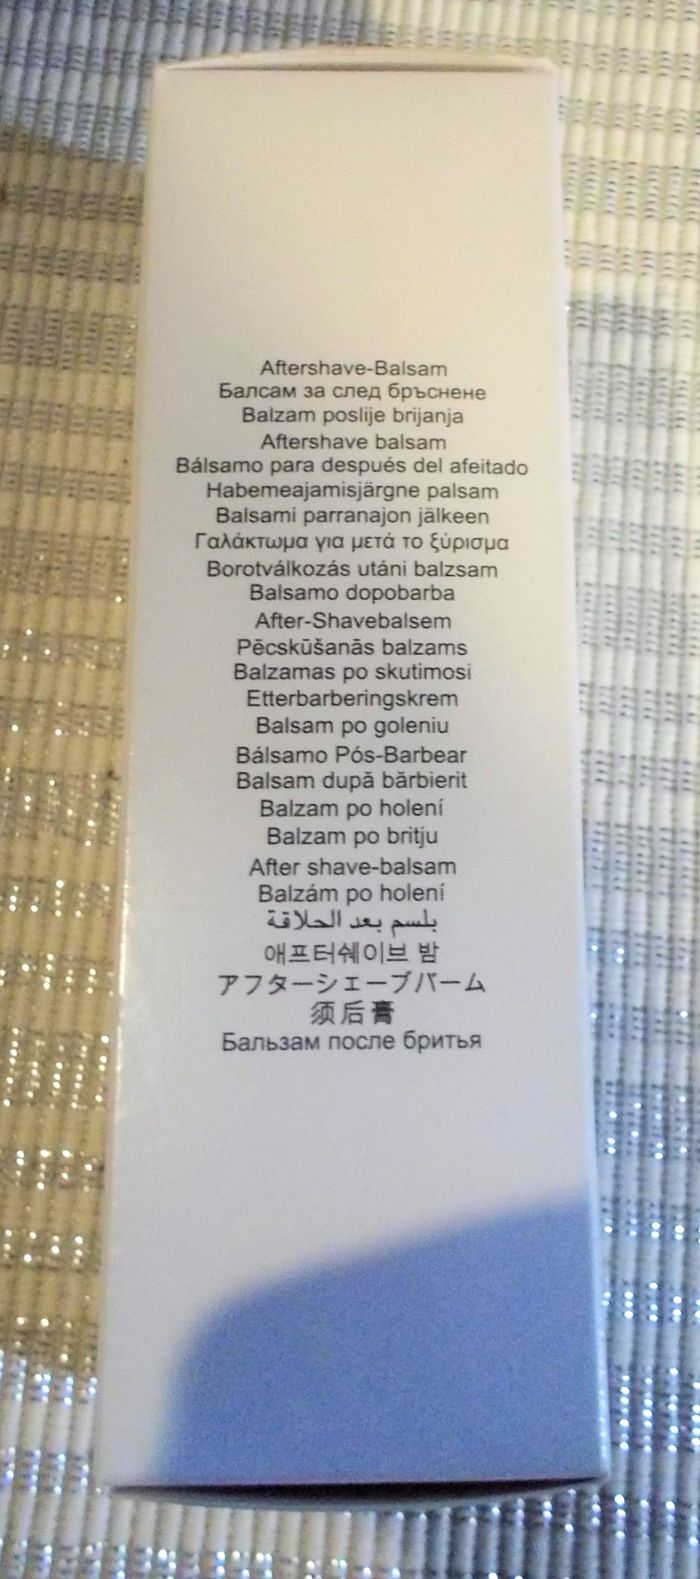 Aftershave-Balsam
Балсам за след бръснене
Balzam poslije brijanja
Aftershave balsam
Bálsamo para después del afeitado
Habemeajamisjärgne palsam
Balsami parranajon jälkeen
Γαλάκτωμα για μετά το ξύρισμα
Borotválkozás utáni balzsam
Balsamo dopobarba
After-Shavebalsem
Pēcskūšanās balzams
Balzamas po skutimosi
Etterbarberingskrem
Balsam po goleniu
Bálsamo Pós-Barbear
Balsam după bărbierit
Balzam po holení
Balzam po britju
After shave-balsam
Balzám po holení
بلسم بعد الحلاقة
애프터쉐이브 밤
アフターシェーブバーム
须后膏
Бальзам после бритья